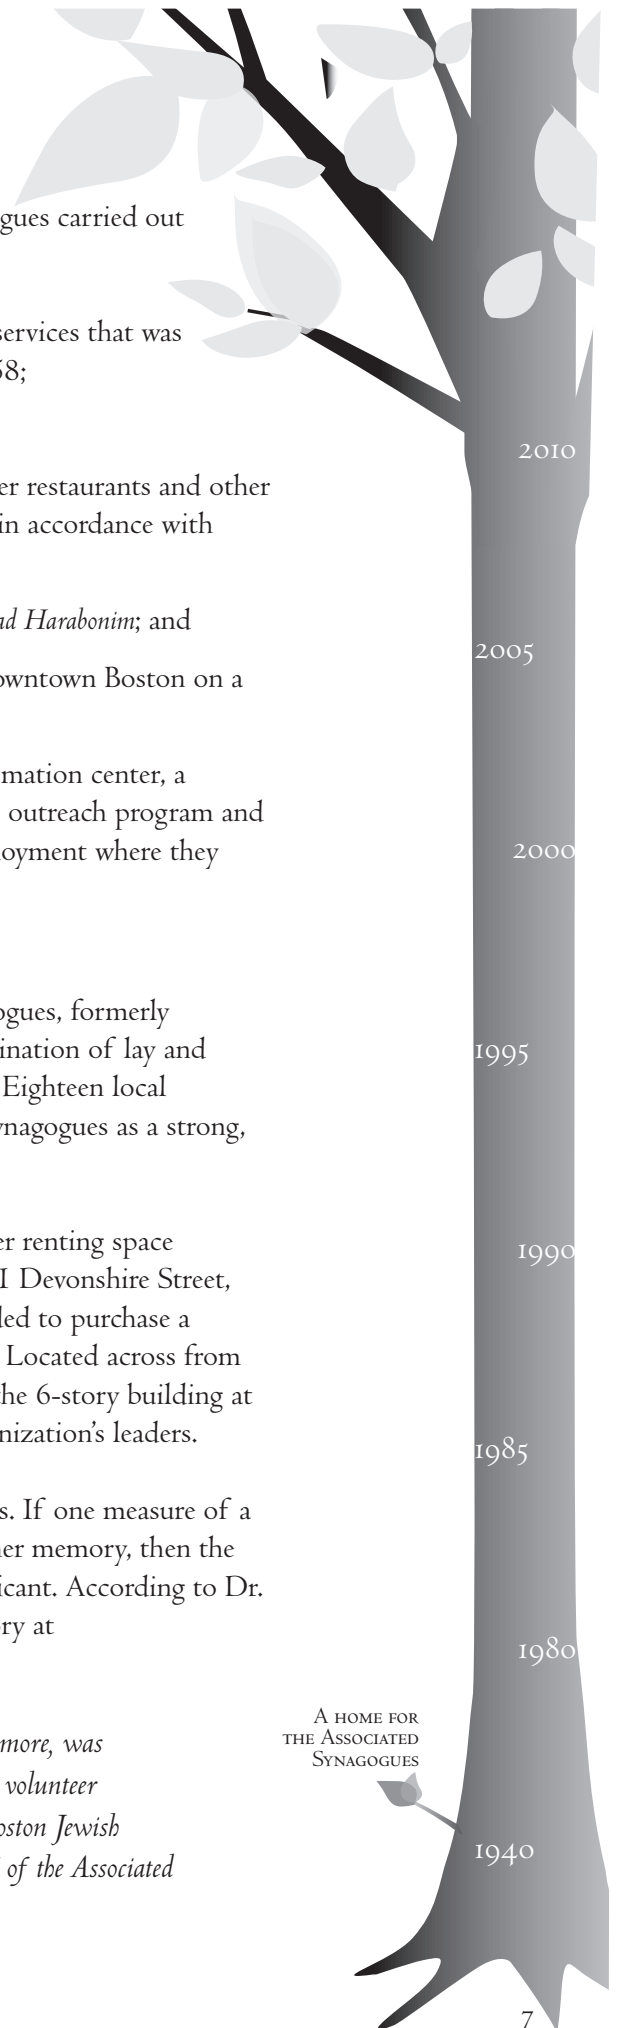 gues carried out
services that was
58;
er restaurants and other
in accordance with
ad Harabonim; and
owntown Boston on a
mation center, a
outreach program and
loyment where they
ogues, formerly
ination of lay and
Eighteen local
ynagogues as a strong,
er renting space
1 Devonshire Street,
ded to purchase a
Located across from
the 6-story building at
nization’s leaders.
s. If one measure of a
her memory, then the
icant. According to Dr.
ry at
more, was
volunteer
oston Jewish
of the Associated
2010
2005
2000
1995
1990
1985
1980
A home for
the Associated
Synagogues
1940
7